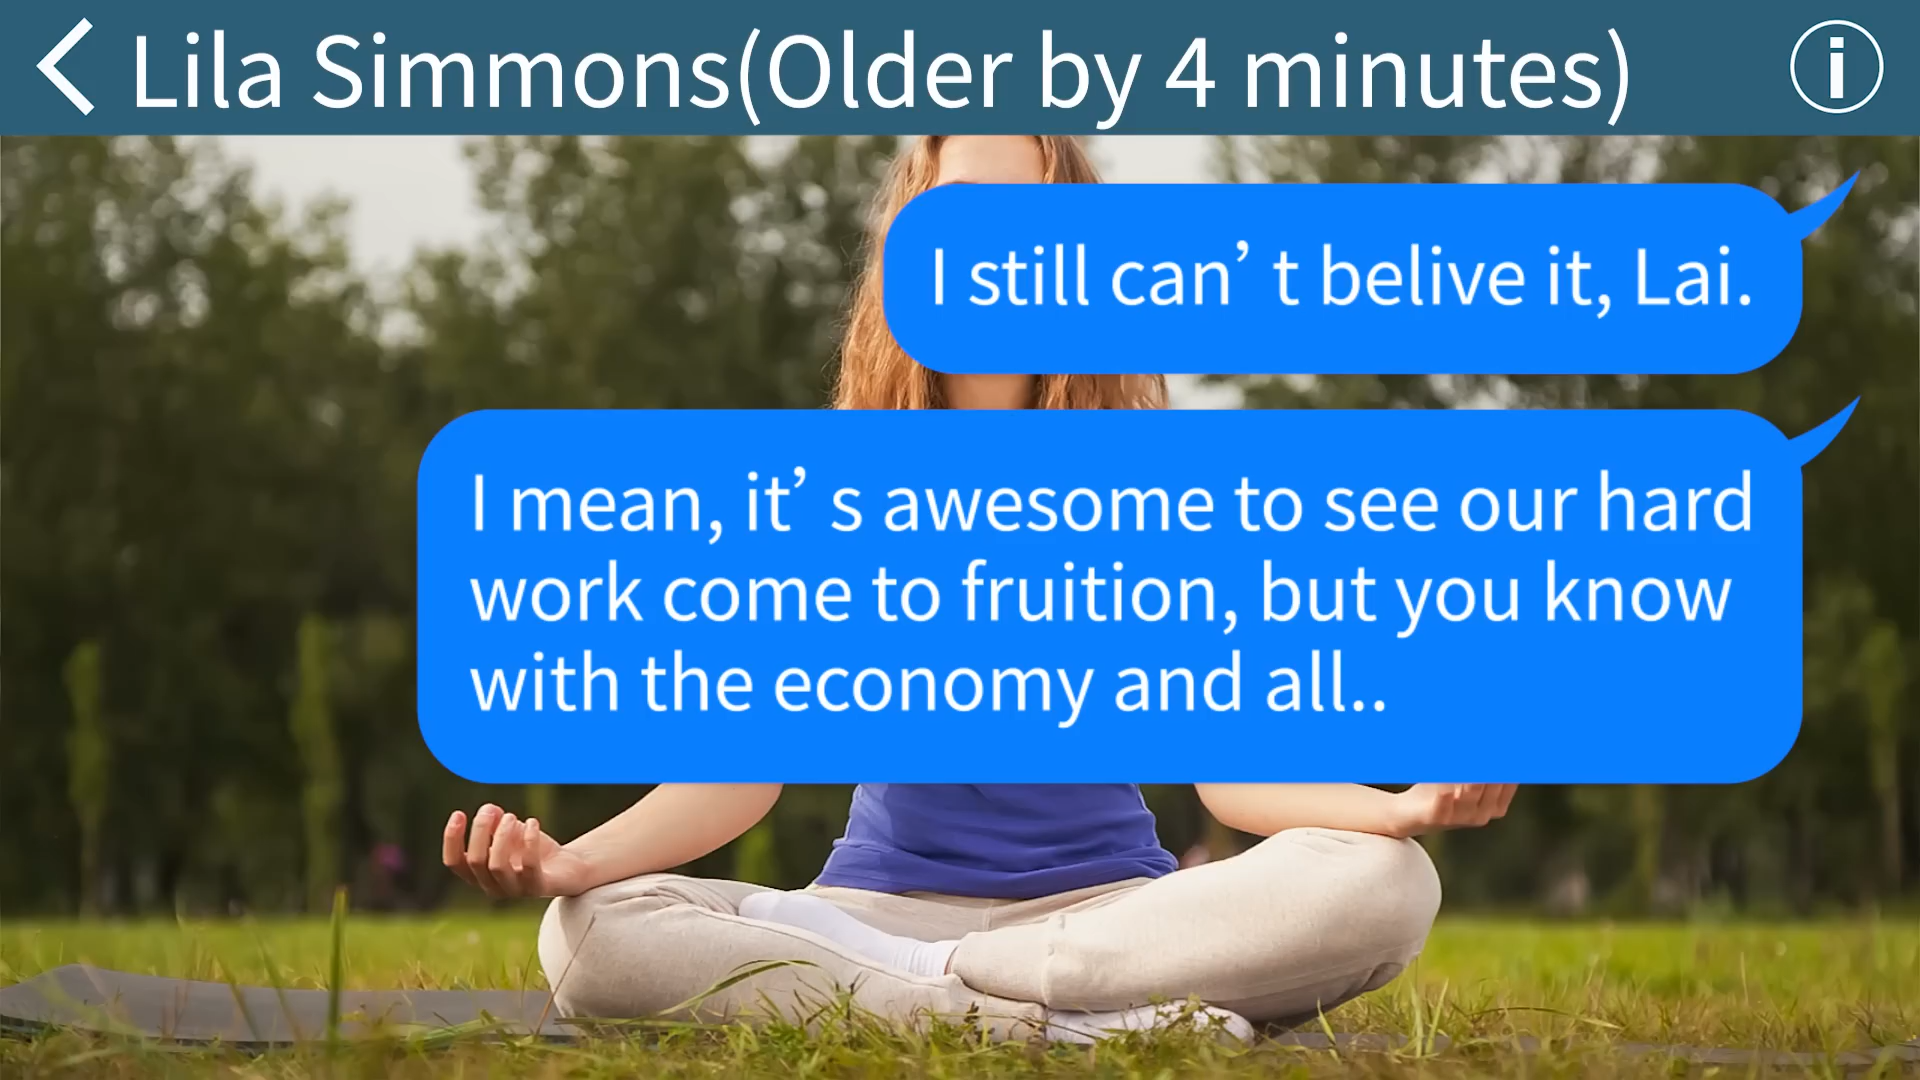 Lila Simmons(Older by 4 minutes)
I still can’t belive it, Lai.
I mean, it’s awesome to see our hard
work come to fruition, but you know
with the economy and all..